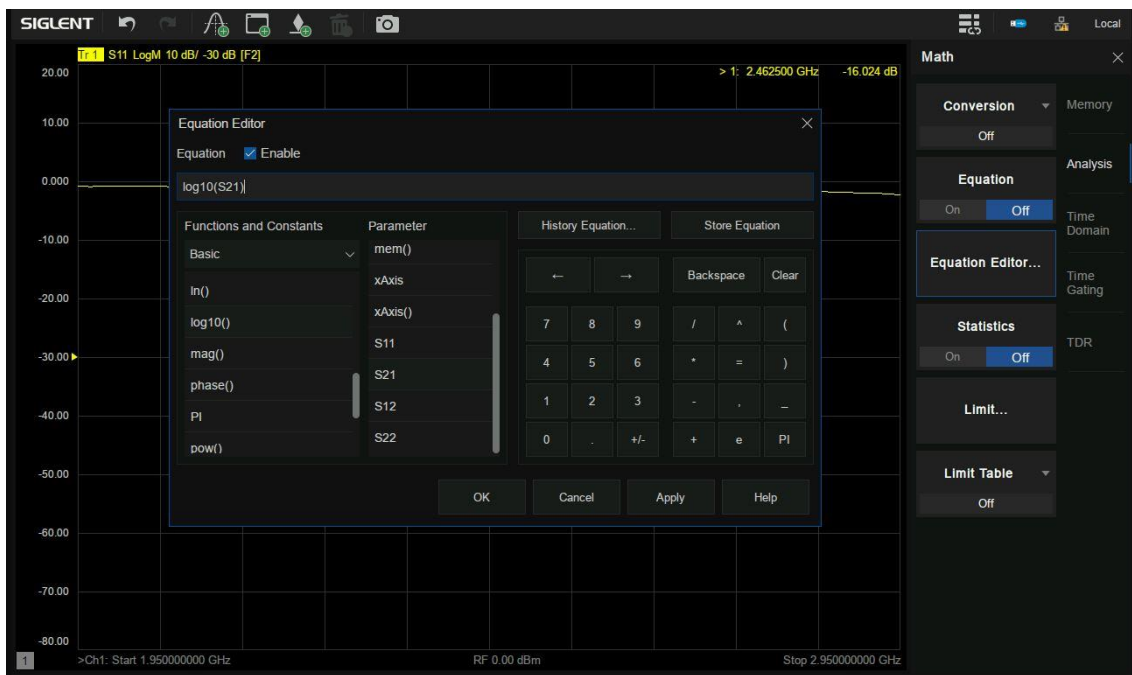 SIGLENT
Local
Tr 1 S11 LogM 10 dB/ -30 dB [F2]
> 1: 2.462500 GHz -16.024 dB
20.00
10.00
0.000
-10.00
-20.00
-30.00
-40.00
-50.00
-60.00
-70.00
-80.00
Equation Editor
Equation Enable
log10(S21)
Functions and Constants
Basic
ln()
log10()
mag()
phase()
PI
pow()
Parameter
mem()
xAxis
xAxis()
S11
S21
S12
S22
History Equation... Store Equation
← → Backspace Clear
7 8 9 / ^ (
4 5 6 * = )
1 2 3 - , _
0 . +/- + e PI
OK Cancel Apply Help
1 >Ch1: Start 1.950000000 GHz RF 0.00 dBm Stop 2.950000000 GHz
Math
Conversion
Off
Equation
On Off
Equation Editor...
Statistics
On Off
Limit...
Limit Table
Off
Memory
Analysis
Time
Domain
Time
Gating
TDR